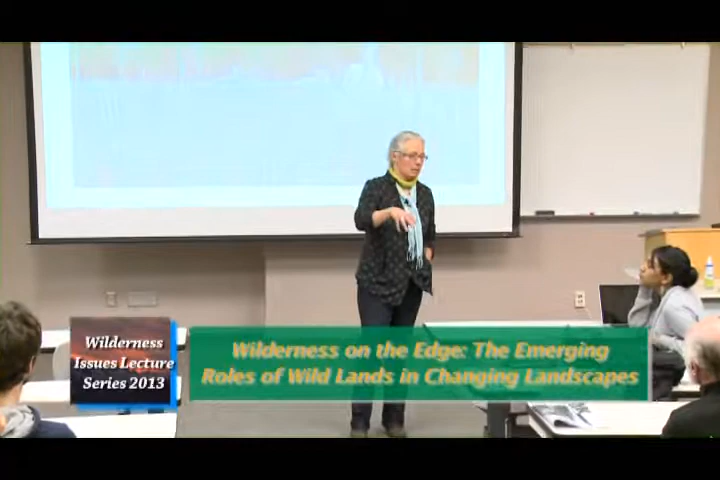 Wilderness
Issues Lecture
Series 2013
Wilderness on the Edge: The Emerging
Roles of Wild Lands in Changing Landscapes